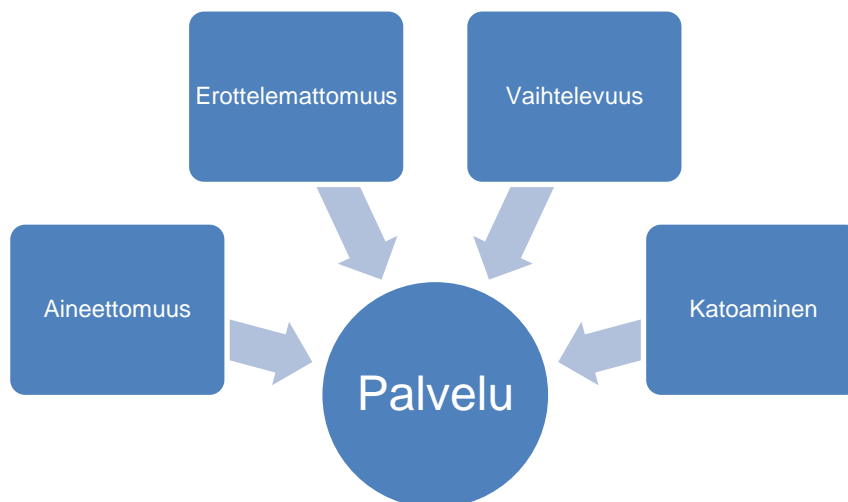 Erottelemattomuus
Vaihtelevuus
Aineettomuus
Katoaminen
Palvelu